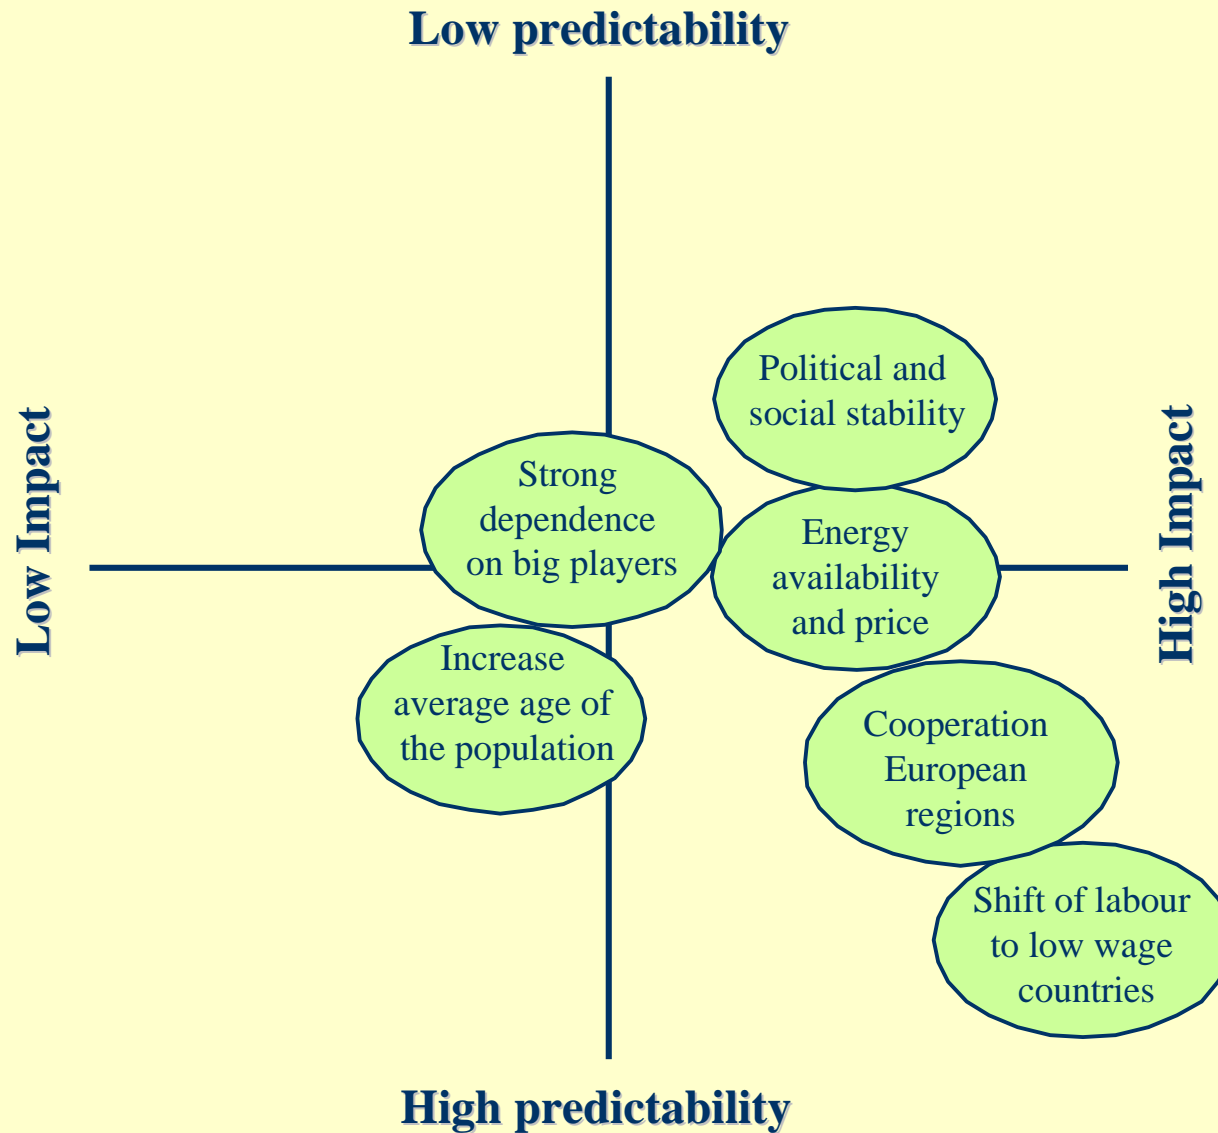 Low predictability
Political and
social stability
Low Impact
High Impact
Strong
dependence
on big players
Energy
availability
and price
Increase
average age of
the population
Cooperation
European
regions
Shift of labour
to low wage
countries
High predictability